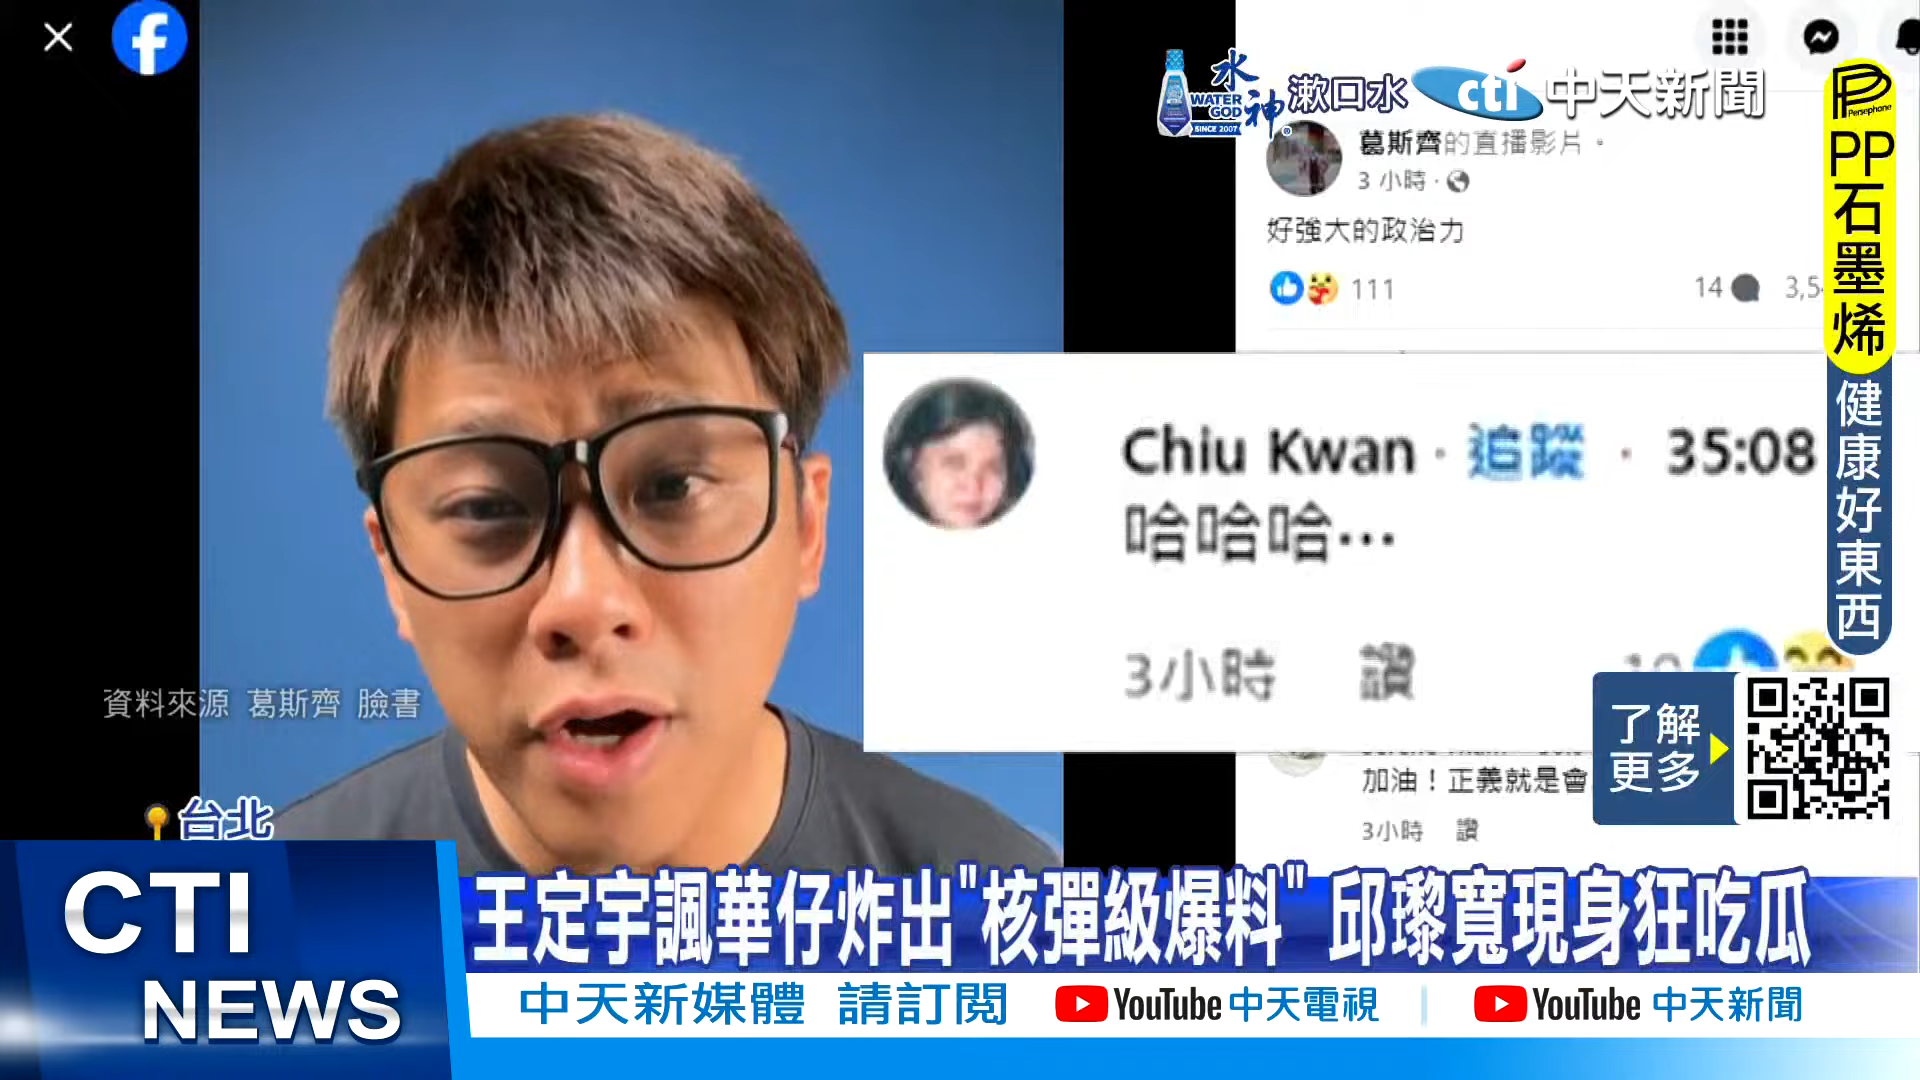 水神
WATER GOD
SINCE 2007
漱口水
cti 中天新聞
Persephone
PP石墨烯
健康好東西
葛斯齊的直播影片·
3 小時·
好強大的政治力
111
14
Chiu Kwan · 追蹤 · 35:08
哈哈哈…
3小時 讚
加油！正義就是會
3小時 讚
了解更多
資料來源 葛斯齊 臉書
台北
CTI NEWS
王定宇諷華仔炸出"核彈級爆料" 邱瓈寬現身狂吃瓜
中天新媒體 請訂閱 YouTube 中天電視 | YouTube 中天新聞